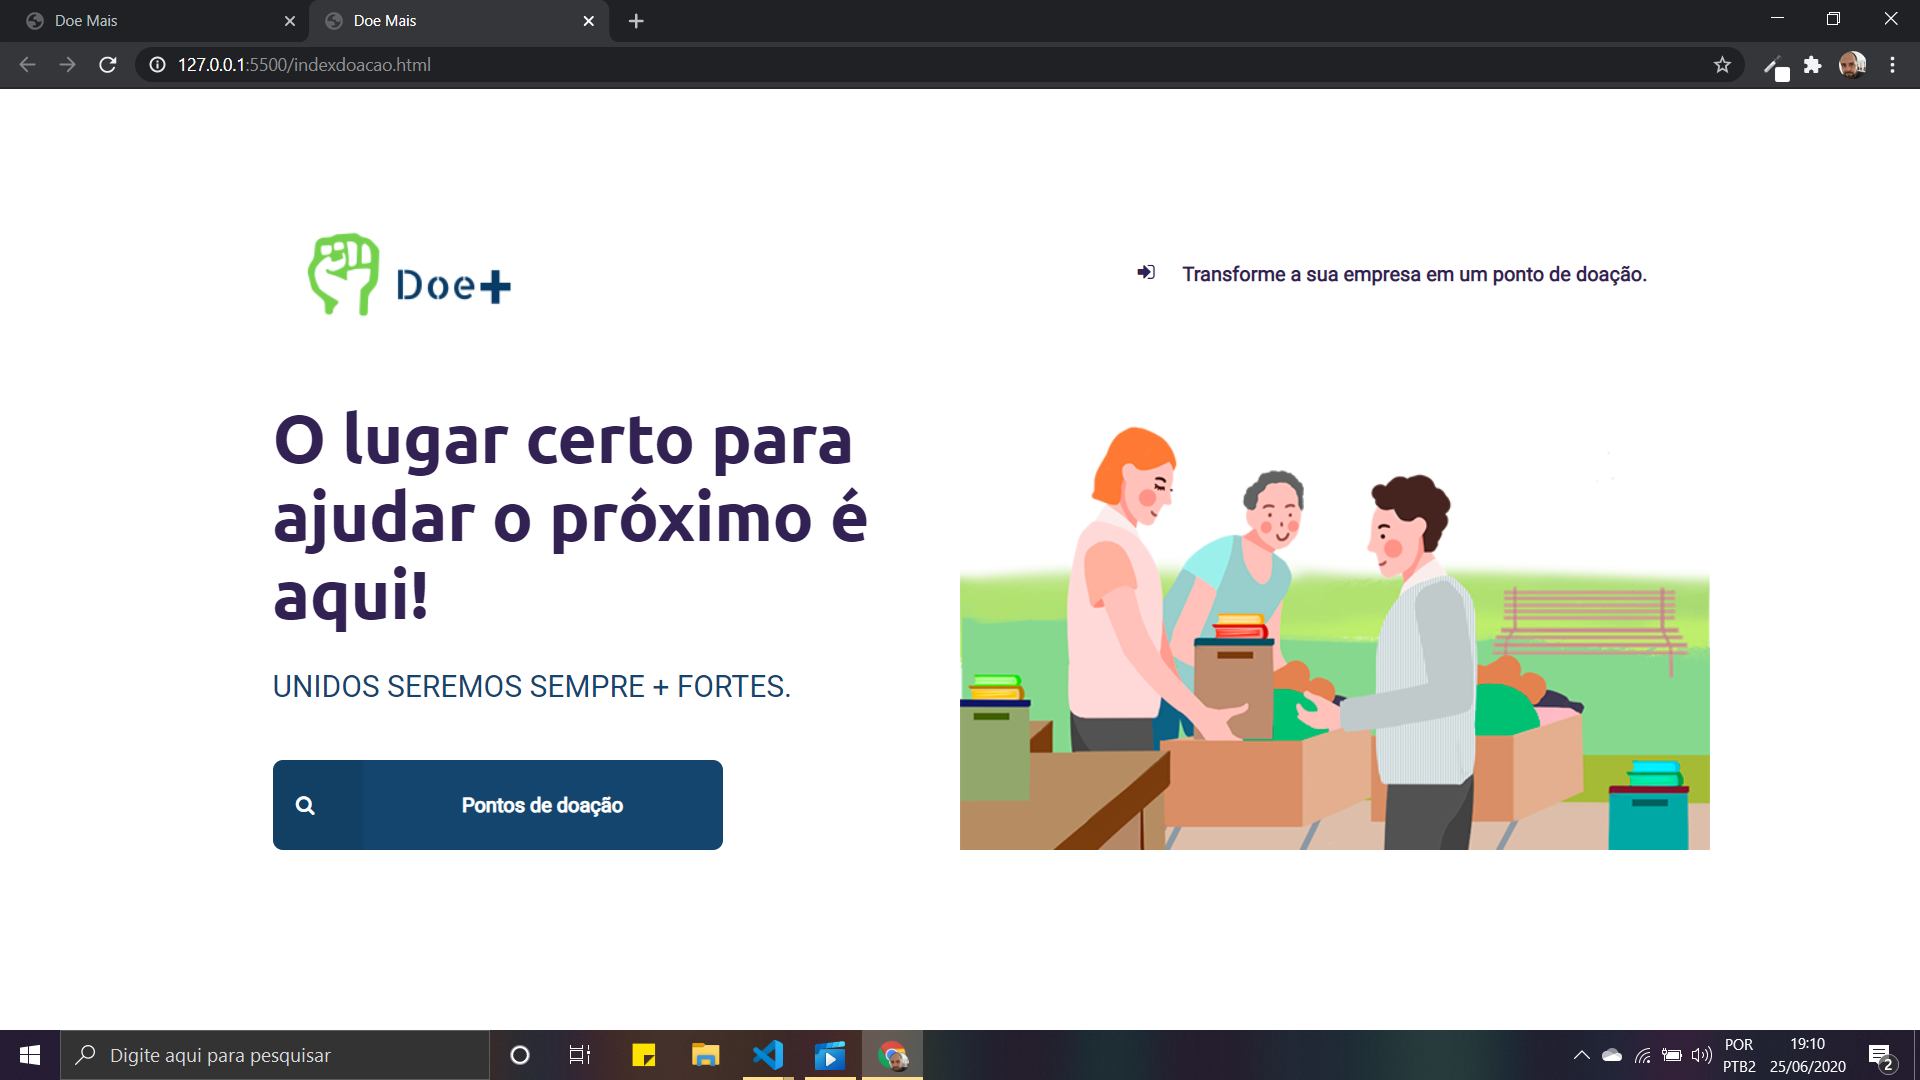 Doe Mais
Doe Mais
127.0.0.1:5500/indexdoacao.html
Doe+
Transforme a sua empresa em um ponto de doação.
O lugar certo para
ajudar o próximo é
aqui!
UNIDOS SEREMOS SEMPRE + FORTES.
Pontos de doação
Digite aqui para pesquisar
POR
PTB2
19:10
25/06/2020
2